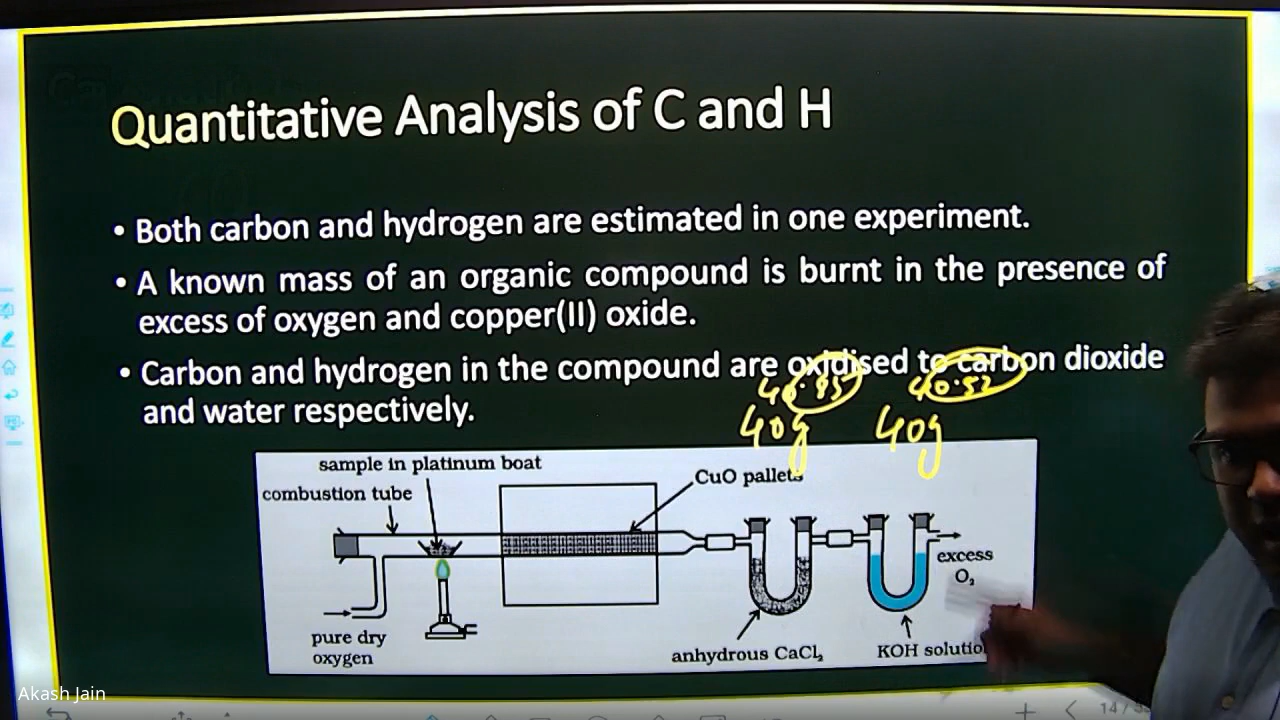 Quantitative Analysis of C and H
• Both carbon and hydrogen are estimated in one experiment.
• A known mass of an organic compound is burnt in the presence of
excess of oxygen and copper(II) oxide.
• Carbon and hydrogen in the compound are oxidised to carbon dioxide
and water respectively.
40.85 40.52
40g 40g
sample in platinum boat
combustion tube
CuO pallets
excess
O₂
pure dry
oxygen
anhydrous CaCl₂
KOH solutio
Akash Jain
14 /